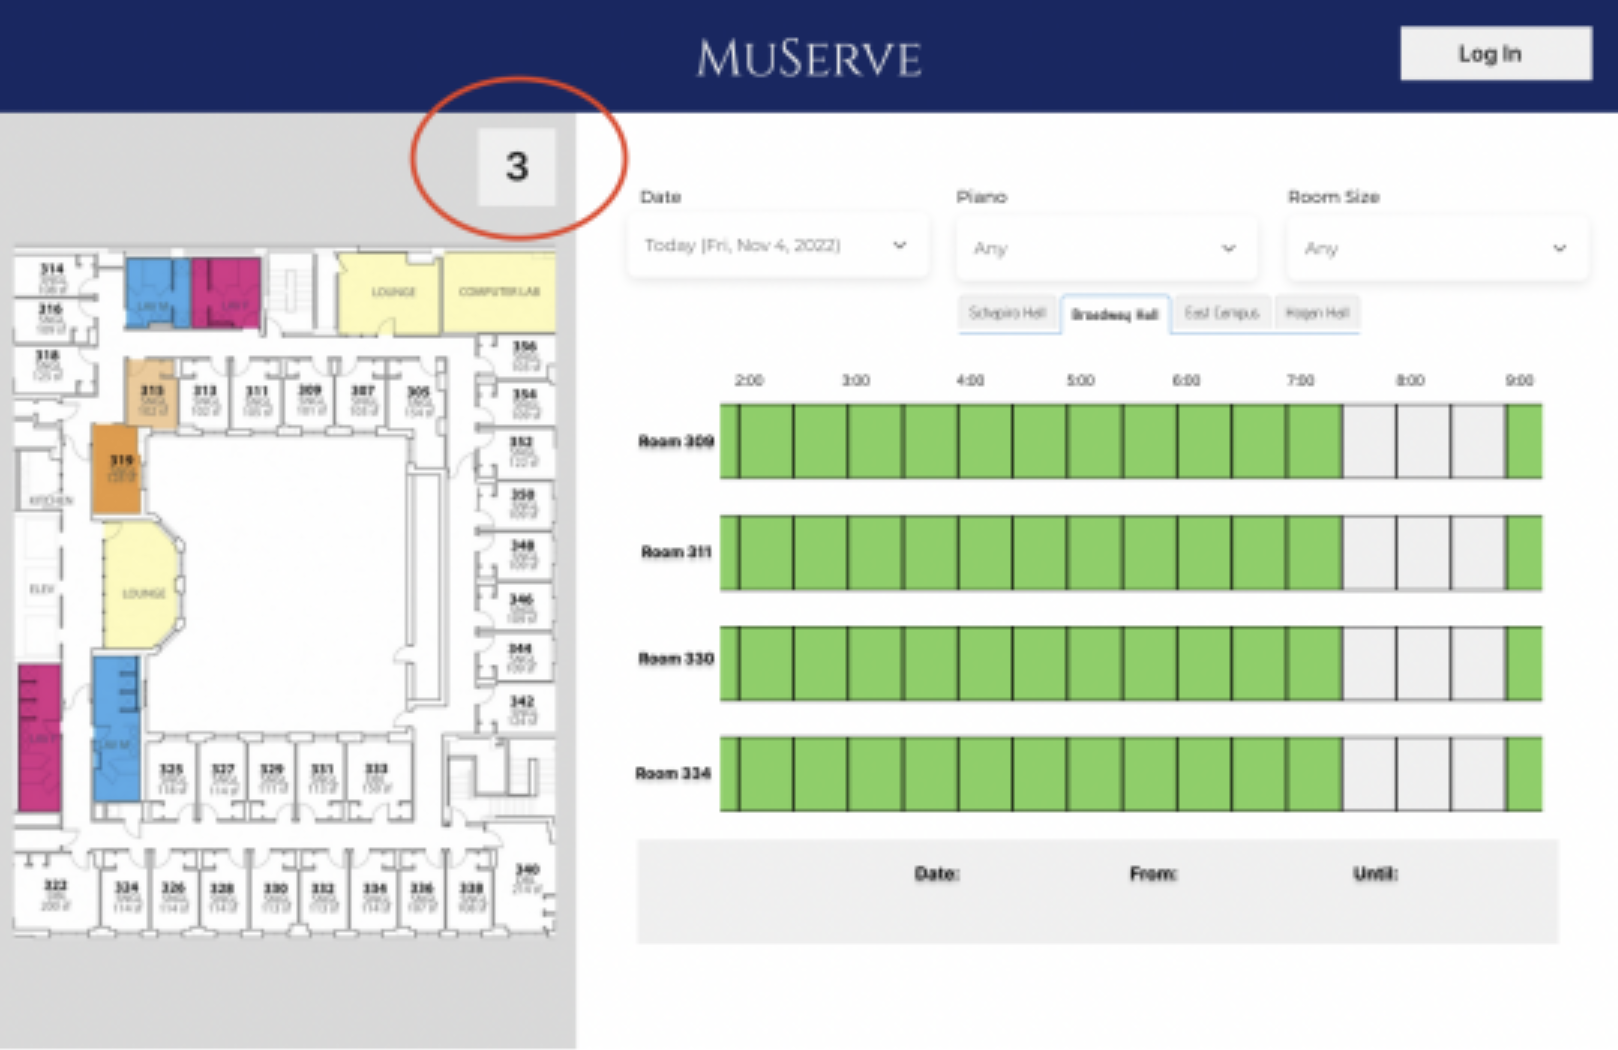 MUSERVE
Log In
3
Date
Piano
Room Size
Today (Fri, Nov 4, 2022)
Any
Any
Schapiro Hall
Broadway Hall
East Campus
Hogan Hall
2:00 3:00 4:00 5:00 6:00 7:00 8:00 9:00
Room 309
Room 311
Room 330
Room 334
Date: From: Until:
314
316
318
LOUNGE
COMPUTER LAB
315 313 311 309 307 305
356
354
352
350
348
346
344
342
319
KITCHEN
ELEV
LOUNGE
325 327 329 331 333
322 324 326 328 330 332 334 336 338 340